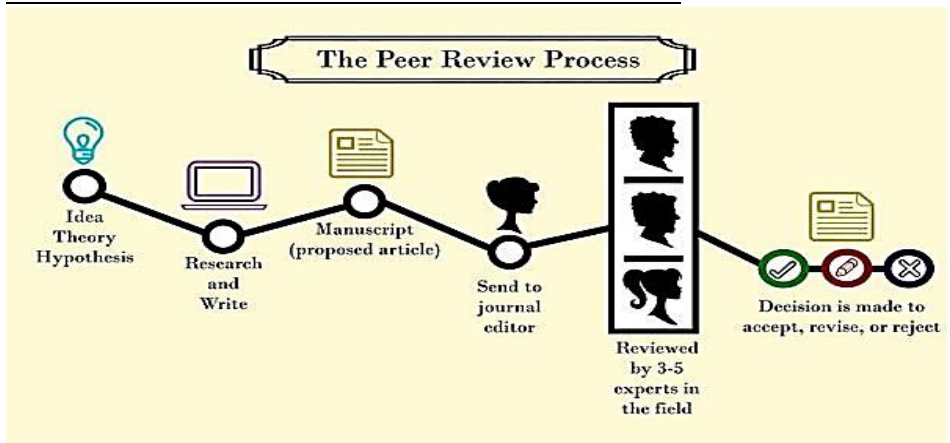 The Peer Review Process
Idea
Theory
Hypothesis
Research
and
Write
Manuscript
(proposed article)
Send to
journal
editor
Reviewed
by 3-5
experts in
the field
Decision is made to
accept, revise, or reject